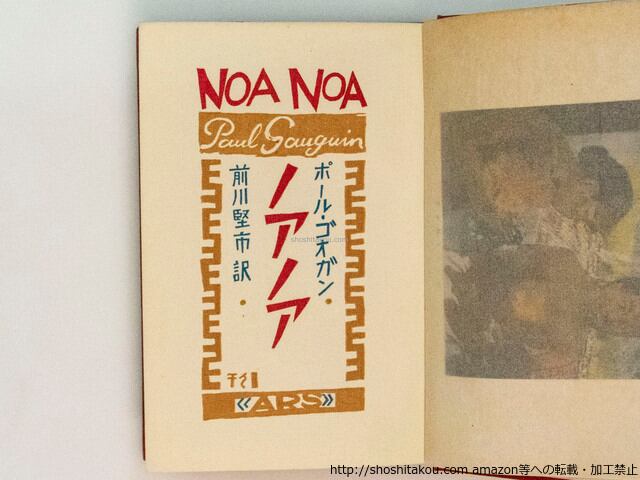 NOA NOA
Paul Gauguin
ポール・ゴオガン・
ノアノア
前川堅市訳・
shoshitakou.com
«ARS»
http://shoshitakou.com amazon等への転載・加工禁止